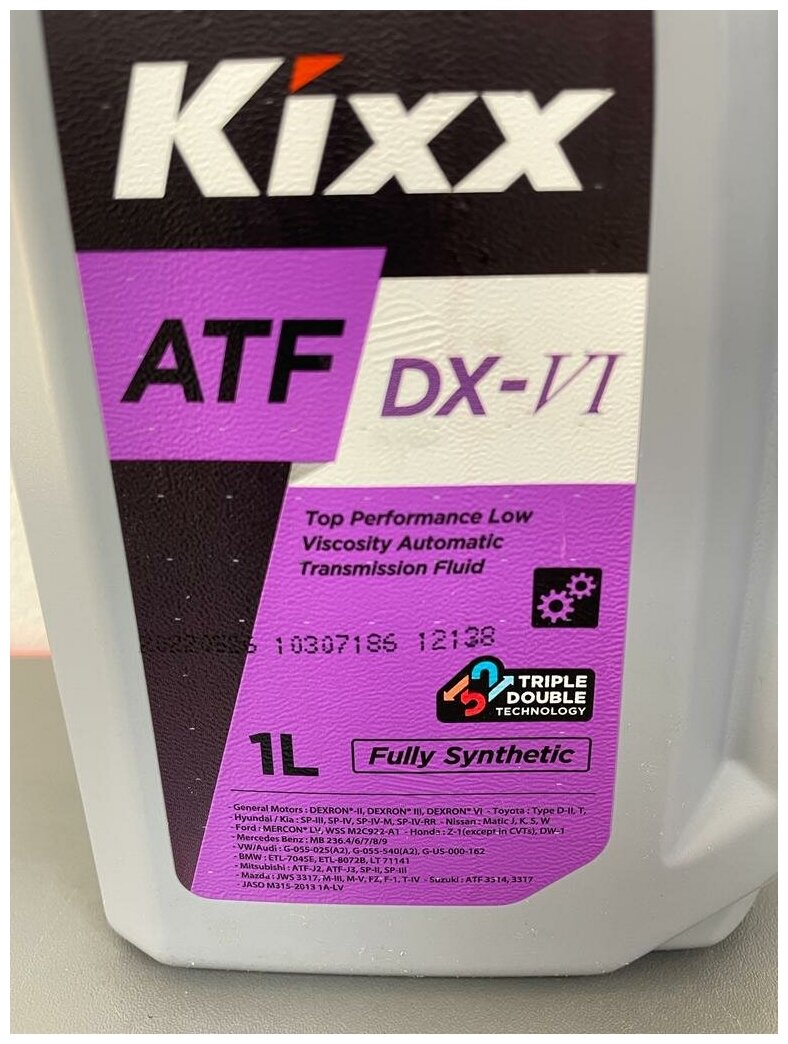 Kixx
ATF
DX-VI
Top Performance Low
Viscosity Automatic
Transmission Fluid
10307186 12138
TRIPLE
DOUBLE
TECHNOLOGY
1L
Fully Synthetic
- General Motors : DEXRON®-II, DEXRON® III, DEXRON® VI - Toyota : Type D-II, T,
Hyundai / Kia : SP-III, SP-IV, SP-IV-M, SP-IV-RR - Nissan : Matic J, K, S, W
- Ford : MERCON® LV, WSS M2C922-A1 - Honda : Z-1(except in CVTs), DW-1
- Mercedes Benz : MB 236.4/6/7/8/9
- VW/Audi : G-055-025(A2), G-055-540(A2), G-US-000-162
- BMW : ETL-7045E, ETL-8072B, LT 71141
- Mitsubishi : ATF-J2, ATF-J3, SP-II, SP-III
- Mazda : JWS 3317, M-III, M-V, FZ, F-1, T-IV - Suzuki : ATF 3514, 3317
- JASO M315-2013 1A-LV